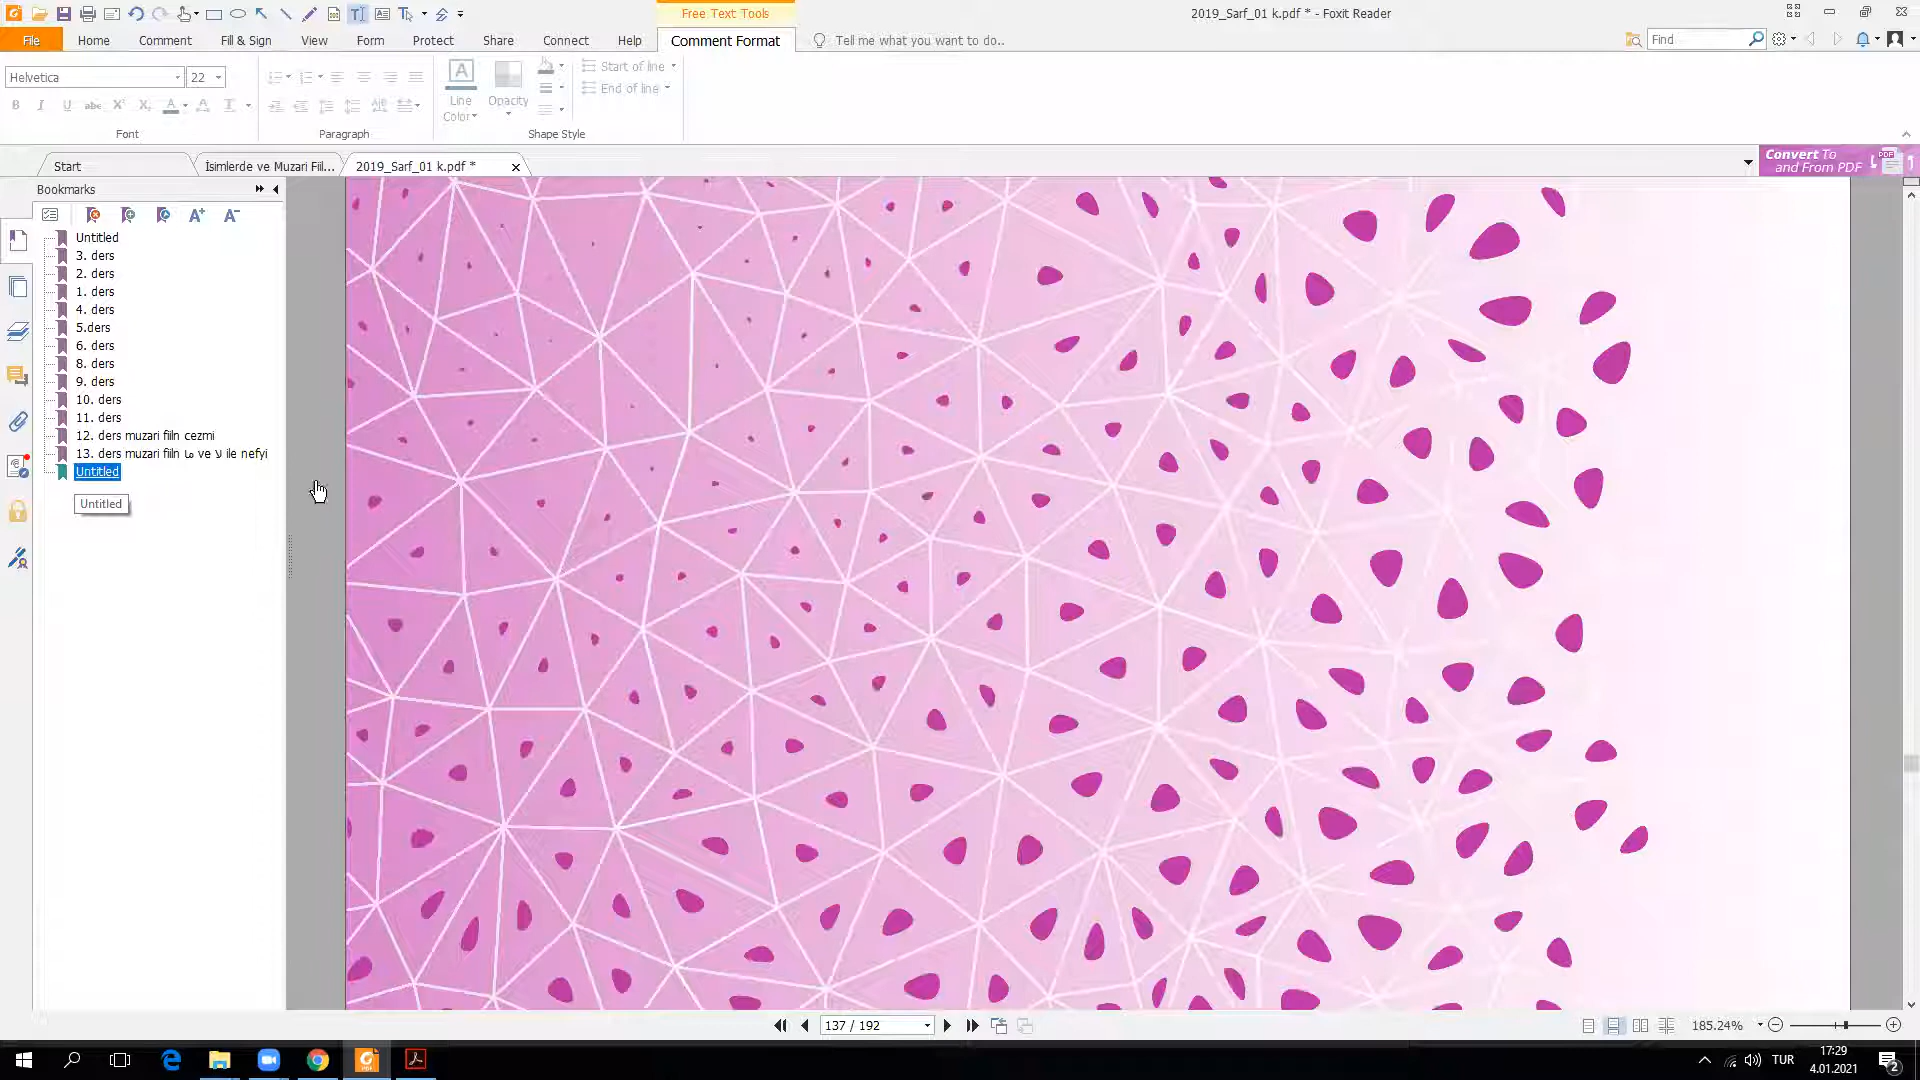 Free Text Tools
2019_Sarf_01 k.pdf * - Foxit Reader
File
Home
Comment
Fill & Sign
View
Form
Protect
Share
Connect
Help
Comment Format
Tell me what you want to do..
Find
Helvetica
22
Font
Paragraph
Line Color
Opacity
Start of line
End of line
Shape Style
Start
İsimlerde ve Muzari Fiil...
2019_Sarf_01 k.pdf *
Convert To
and From PDF
Bookmarks
Untitled
3. ders
2. ders
1. ders
4. ders
5.ders
6. ders
8. ders
9. ders
10. ders
11. ders
12. ders muzari fiiln cezmi
13. ders muzari fiiln ما ve لا ile nefyi
Untitled
Untitled
137 / 192
185.24%
TUR
17:29
4.01.2021
2